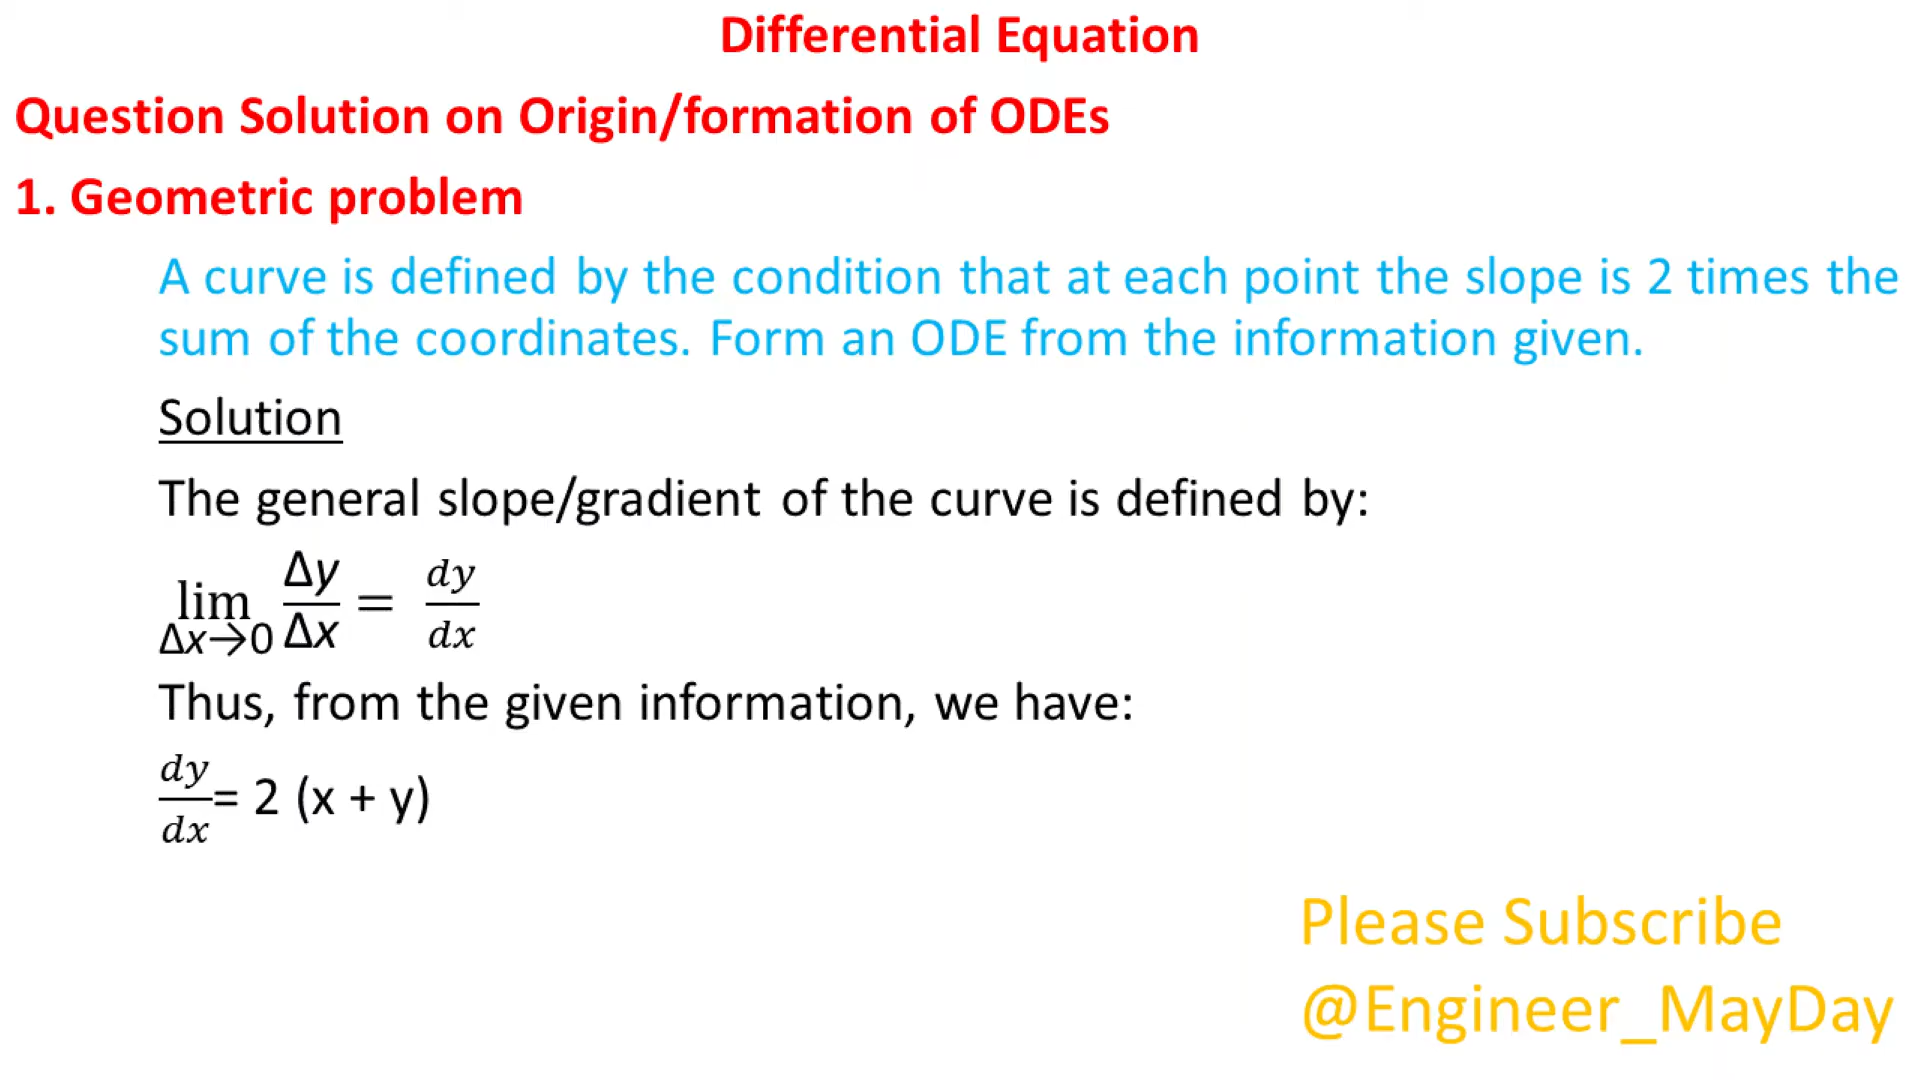 Differential Equation
Question Solution on Origin/formation of ODEs
1. Geometric problem
A curve is defined by the condition that at each point the slope is 2 times the
sum of the coordinates. Form an ODE from the information given.
Solution
The general slope/gradient of the curve is defined by:
lim Δx→0 Δy/Δx = dy/dx
Thus, from the given information, we have:
dy/dx = 2 (x + y)
Please Subscribe
@Engineer_MayDay